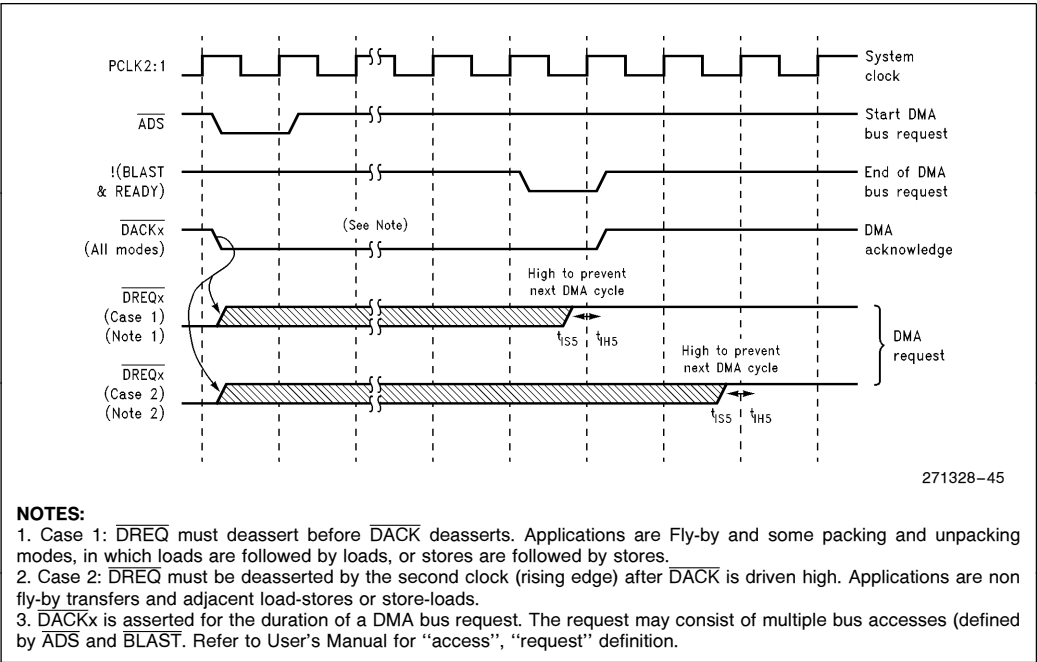 PCLK2:1
System
clock
ADS
Start DMA
bus request
!(BLAST
& READY)
End of DMA
bus request
DACKx
(All modes)
(See Note)
DMA
acknowledge
High to prevent
next DMA cycle
DREQx
(Case 1)
(Note 1)
tIS5 tIH5
High to prevent
next DMA cycle
DMA
request
DREQx
(Case 2)
(Note 2)
tIS5 tIH5
271328–45
NOTES:
1. Case 1: DREQ must deassert before DACK deasserts. Applications are Fly-by and some packing and unpacking
modes, in which loads are followed by loads, or stores are followed by stores.
2. Case 2: DREQ must be deasserted by the second clock (rising edge) after DACK is driven high. Applications are non
fly-by transfers and adjacent load-stores or store-loads.
3. DACKx is asserted for the duration of a DMA bus request. The request may consist of multiple bus accesses (defined
by ADS and BLAST. Refer to User's Manual for ''access'', ''request'' definition.